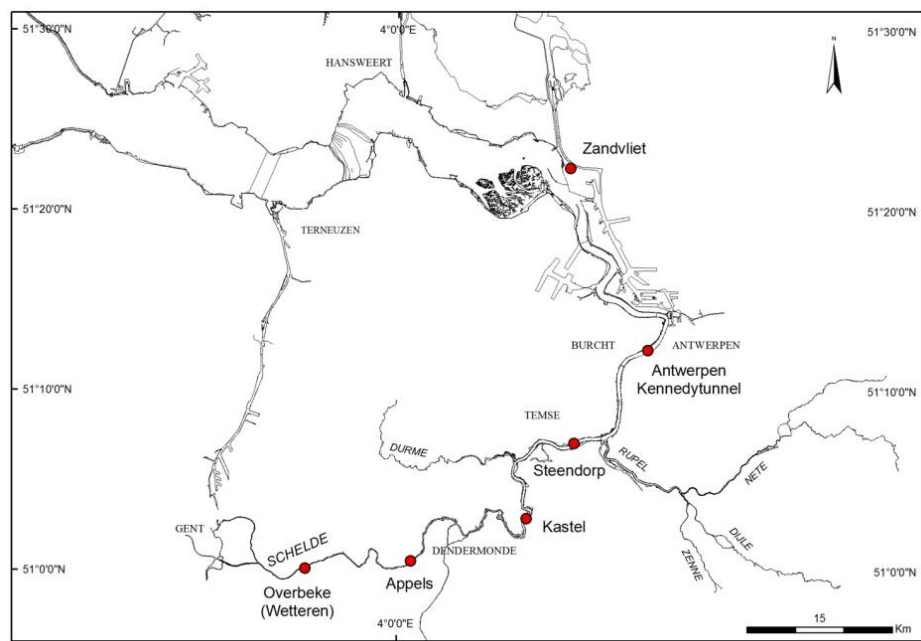 51°30'0"N
4°0'0"E
51°30'0"N
N
HANSWEERT
Zandvliet
51°20'0"N
51°20'0"N
TERNEUZEN
BURCHT
ANTWERPEN
Antwerpen
Kennedytunnel
51°10'0"N
51°10'0"N
TEMSE
DURME
Steendorp
RUPEL
NETE
Kastel
GENT
SCHELDE
DENDERMONDE
DIJLE
ZENNE
51°0'0"N
51°0'0"N
Appels
Overbeke
(Wetteren)
4°0'0"E
15
Km